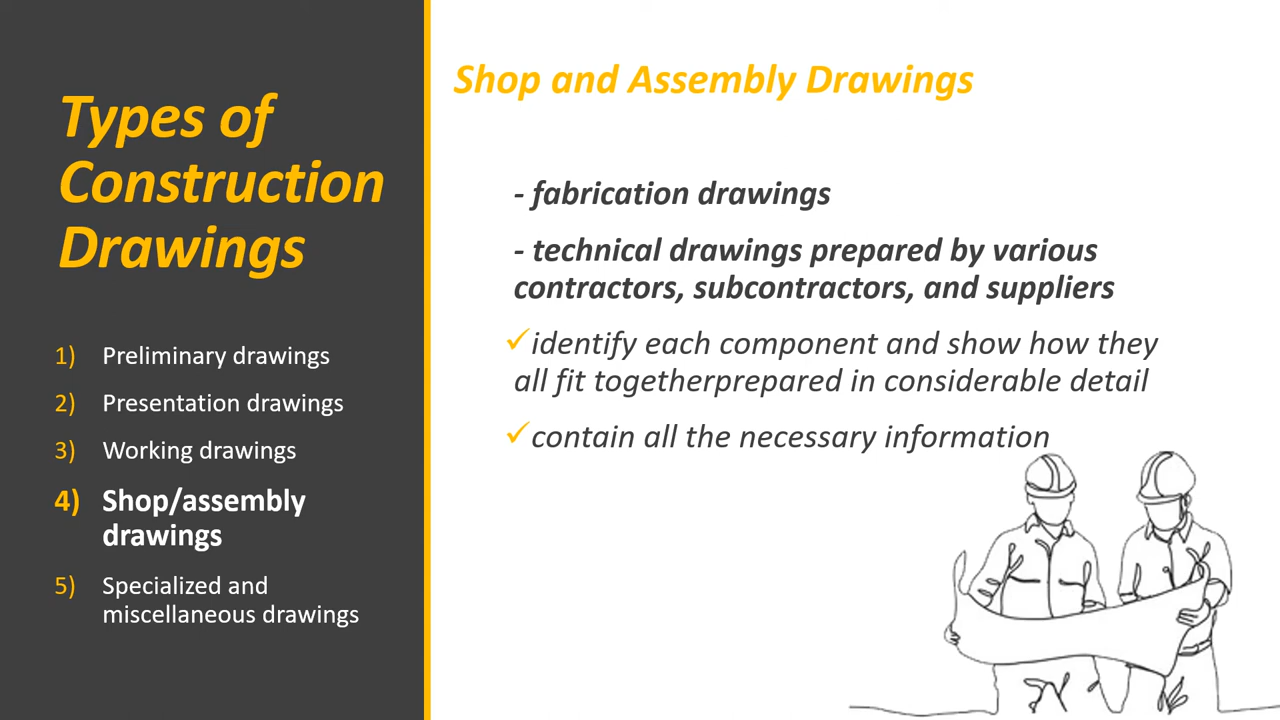 Types of
Construction
Drawings
1) Preliminary drawings
2) Presentation drawings
3) Working drawings
4) Shop/assembly
drawings
5) Specialized and
miscellaneous drawings
Shop and Assembly Drawings
- fabrication drawings
- technical drawings prepared by various
contractors, subcontractors, and suppliers
✓identify each component and show how they
all fit togetherprepared in considerable detail
✓contain all the necessary information